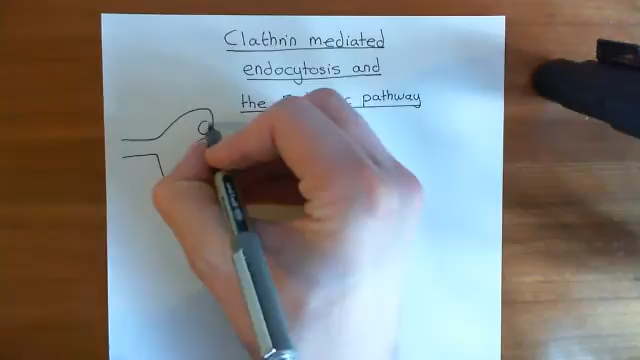 Clathrin mediated
endocytosis and
the pathway